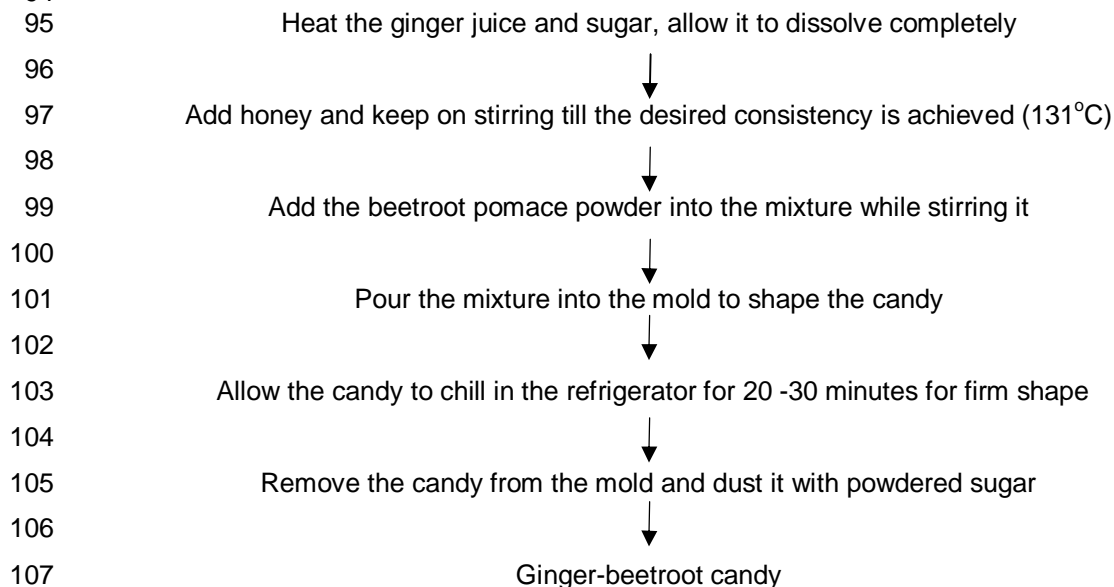 95 Heat the ginger juice and sugar, allow it to dissolve completely
96
97 Add honey and keep on stirring till the desired consistency is achieved (131°C)
98
99 Add the beetroot pomace powder into the mixture while stirring it
100
101 Pour the mixture into the mold to shape the candy
102
103 Allow the candy to chill in the refrigerator for 20 -30 minutes for firm shape
104
105 Remove the candy from the mold and dust it with powdered sugar
106
107 Ginger-beetroot candy